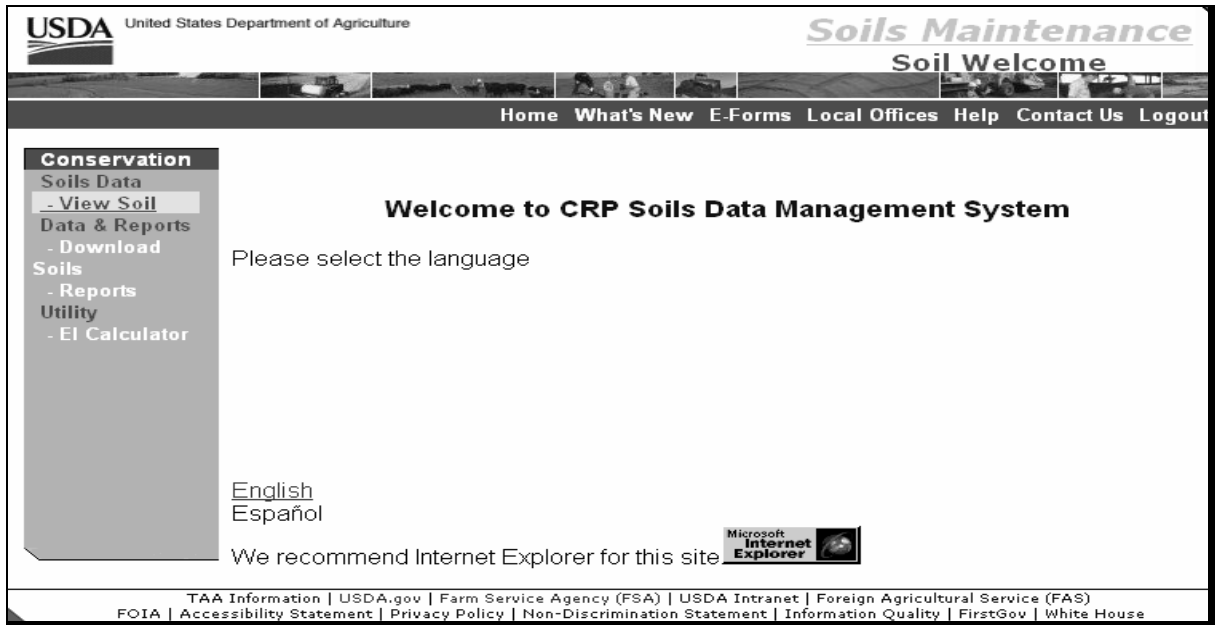 USDA United States Department of Agriculture
Soils Maintenance
Soil Welcome
Home What's New E-Forms Local Offices Help Contact Us Logout
Conservation
Soils Data
- View Soil
Data & Reports
- Download
Soils
- Reports
Utility
- EI Calculator
Welcome to CRP Soils Data Management System
Please select the language
English
Español
We recommend Internet Explorer for this site.
Microsoft
Internet
Explorer
TAA Information | USDA.gov | Farm Service Agency (FSA) | USDA Intranet | Foreign Agricultural Service (FAS)
FOIA | Accessibility Statement | Privacy Policy | Non-Discrimination Statement | Information Quality | FirstGov | White House